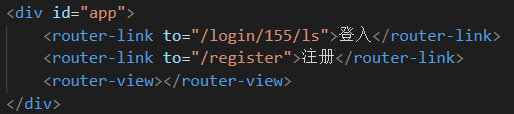 <div id="app">
    <router-link to="/login/155/ls">登入</router-link>
    <router-link to="/register">注册</router-link>
    <router-view></router-view>
</div>